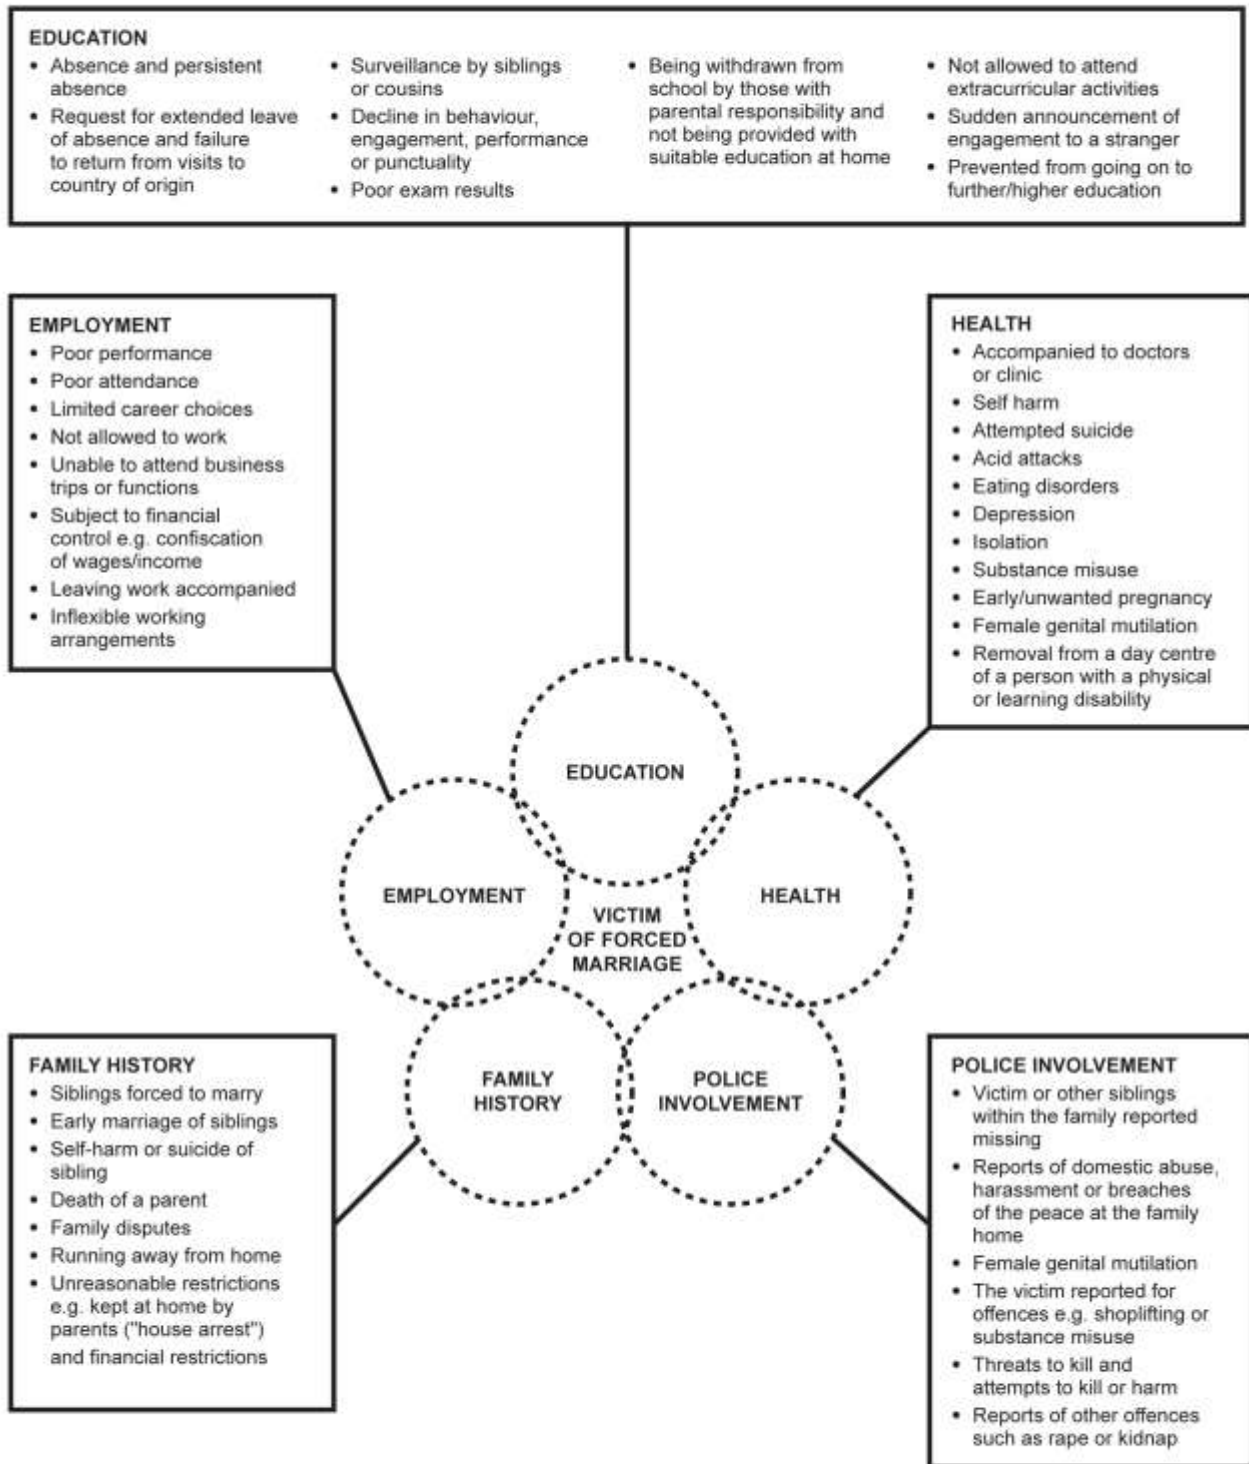 EDUCATION
• Absence and persistent
absence
• Request for extended leave
of absence and failure
to return from visits to
country of origin
• Surveillance by siblings
or cousins
• Decline in behaviour,
engagement, performance
or punctuality
• Poor exam results
• Being withdrawn from
school by those with
parental responsibility and
not being provided with
suitable education at home
• Not allowed to attend
extracurricular activities
• Sudden announcement of
engagement to a stranger
• Prevented from going on to
further/higher education
EMPLOYMENT
• Poor performance
• Poor attendance
• Limited career choices
• Not allowed to work
• Unable to attend business
trips or functions
• Subject to financial
control e.g. confiscation
of wages/income
• Leaving work accompanied
• Inflexible working
arrangements
HEALTH
• Accompanied to doctors
or clinic
• Self harm
• Attempted suicide
• Acid attacks
• Eating disorders
• Depression
• Isolation
• Substance misuse
• Early/unwanted pregnancy
• Female genital mutilation
• Removal from a day centre
of a person with a physical
or learning disability
EDUCATION
EMPLOYMENT
HEALTH
VICTIM
OF FORCED
MARRIAGE
FAMILY
HISTORY
POLICE
INVOLVEMENT
FAMILY HISTORY
• Siblings forced to marry
• Early marriage of siblings
• Self-harm or suicide of
sibling
• Death of a parent
• Family disputes
• Running away from home
• Unreasonable restrictions
e.g. kept at home by
parents ("house arrest")
and financial restrictions
POLICE INVOLVEMENT
• Victim or other siblings
within the family reported
missing
• Reports of domestic abuse,
harassment or breaches
of the peace at the family
home
• Female genital mutilation
• The victim reported for
offences e.g. shoplifting or
substance misuse
• Threats to kill and
attempts to kill or harm
• Reports of other offences
such as rape or kidnap